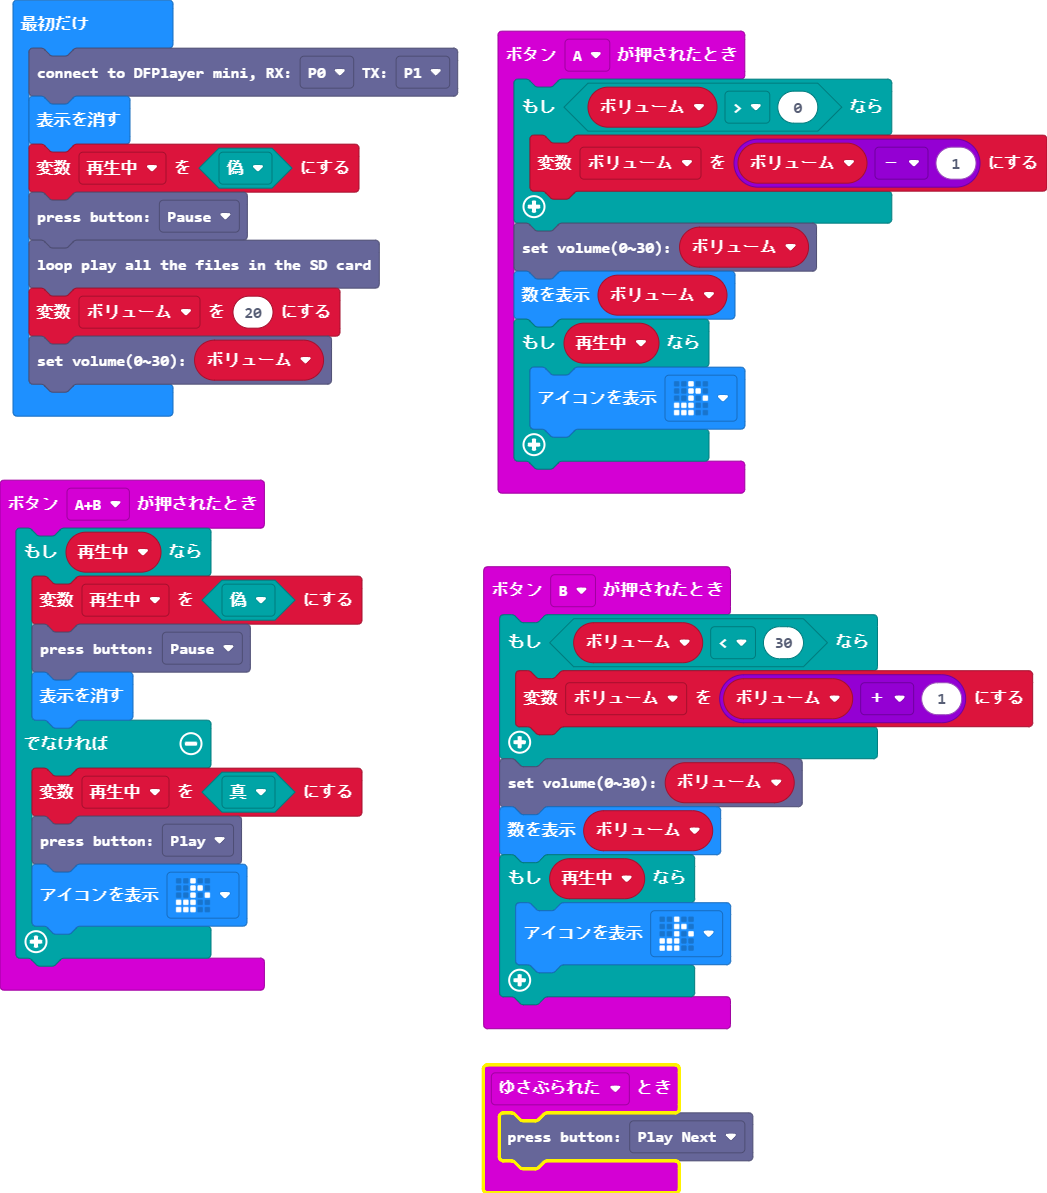 最初だけ
connect to DFPlayer mini, RX: P0 TX: P1
表示を消す
変数 再生中 を 偽 にする
press button: Pause
loop play all the files in the SD card
変数 ボリューム を 20 にする
set volume(0~30): ボリューム
ボタン A が押されたとき
もし ボリューム > 0 なら
変数 ボリューム を ボリューム - 1 にする
set volume(0~30): ボリューム
数を表示 ボリューム
もし 再生中 なら
アイコンを表示
ボタン A+B が押されたとき
もし 再生中 なら
変数 再生中 を 偽 にする
press button: Pause
表示を消す
でなければ
変数 再生中 を 真 にする
press button: Play
アイコンを表示
ボタン B が押されたとき
もし ボリューム < 30 なら
変数 ボリューム を ボリューム + 1 にする
set volume(0~30): ボリューム
数を表示 ボリューム
もし 再生中 なら
アイコンを表示
ゆさぶられた とき
press button: Play Next